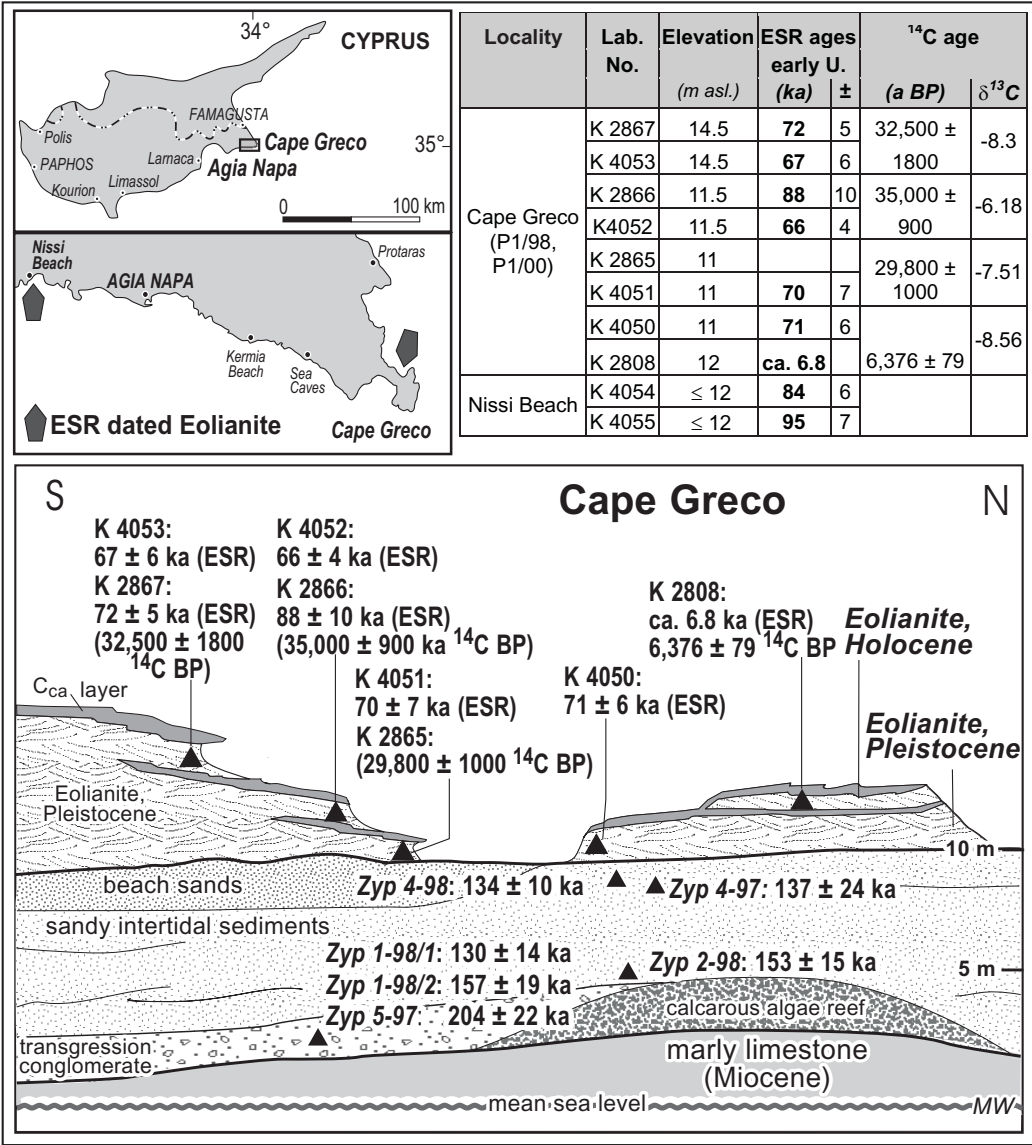 34°
CYPRUS
FAMAGUSTA
Polis
Cape Greco
35°
PAPHOS
Larnaca
Agia Napa
Limassol
Kourion
0 100 km
Nissi
Beach
Protaras
AGIA NAPA
Kermia
Beach
Sea
Caves
ESR dated Eolianite
Cape Greco
Locality Lab. No. Elevation (m asl.) ESR ages early U. (ka) ± ¹⁴C age (a BP) δ¹³C
Cape Greco
(P1/98,
P1/00)
K 2867 14.5 72 5 32,500 ±
K 4053 14.5 67 6 1800 -8.3
K 2866 11.5 88 10 35,000 ±
K4052 11.5 66 4 900 -6.18
K 2865 11 29,800 ±
K 4051 11 70 7 1000 -7.51
K 4050 11 71 6
K 2808 12 ca. 6.8 6,376 ± 79 -8.56
Nissi Beach K 4054 ≤ 12 84 6
K 4055 ≤ 12 95 7
S
Cape Greco
N
K 4053:
67 ± 6 ka (ESR)
K 2867:
72 ± 5 ka (ESR)
(32,500 ± 1800
¹⁴C BP)
K 4052:
66 ± 4 ka (ESR)
K 2866:
88 ± 10 ka (ESR)
(35,000 ± 900 ka ¹⁴C BP)
K 4051:
70 ± 7 ka (ESR)
K 2865:
(29,800 ± 1000 ¹⁴C BP)
K 4050:
71 ± 6 ka (ESR)
K 2808:
ca. 6.8 ka (ESR)
6,376 ± 79 ¹⁴C BP
Eolianite,
Holocene
Eolianite,
Pleistocene
Cca layer
Eolianite,
Pleistocene
10 m
beach sands
Zyp 4-98: 134 ± 10 ka
Zyp 4-97: 137 ± 24 ka
sandy intertidal sediments
Zyp 1-98/1: 130 ± 14 ka
Zyp 1-98/2: 157 ± 19 ka
Zyp 5-97: 204 ± 22 ka
Zyp 2-98: 153 ± 15 ka
5 m
calcarous algae reef
transgression
conglomerate
marly limestone
(Miocene)
mean sea level
MW